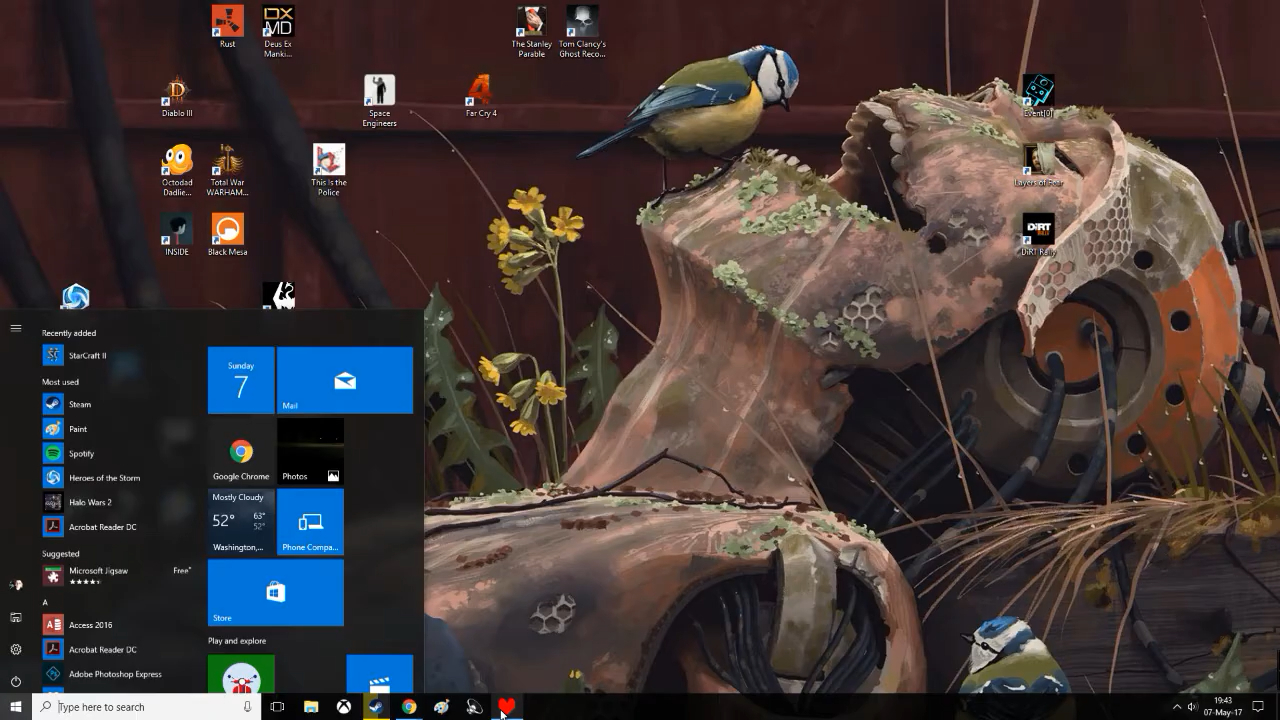 Rust
Deus Ex
Manki...
The Stanley
Parable
Tom Clancy's
Ghost Reco...
Diablo III
Space
Engineers
Far Cry 4
Event[0]
Octodad
Dadlie...
Total War
WARHAM...
This Is the
Police
Layers of Fear
INSIDE
Black Mesa
DiRT Rally
Recently added
StarCraft II
Most used
Steam
Paint
Spotify
Heroes of the Storm
Halo Wars 2
Acrobat Reader DC
Suggested
Microsoft Jigsaw
Free*
A
Access 2016
Acrobat Reader DC
Adobe Photoshop Express
Sunday
7
Mail
Google Chrome
Photos
Mostly Cloudy
52° 63°
52°
Washington,...
Phone Compa...
Store
Play and explore
Type here to search
19:43
07-May-17